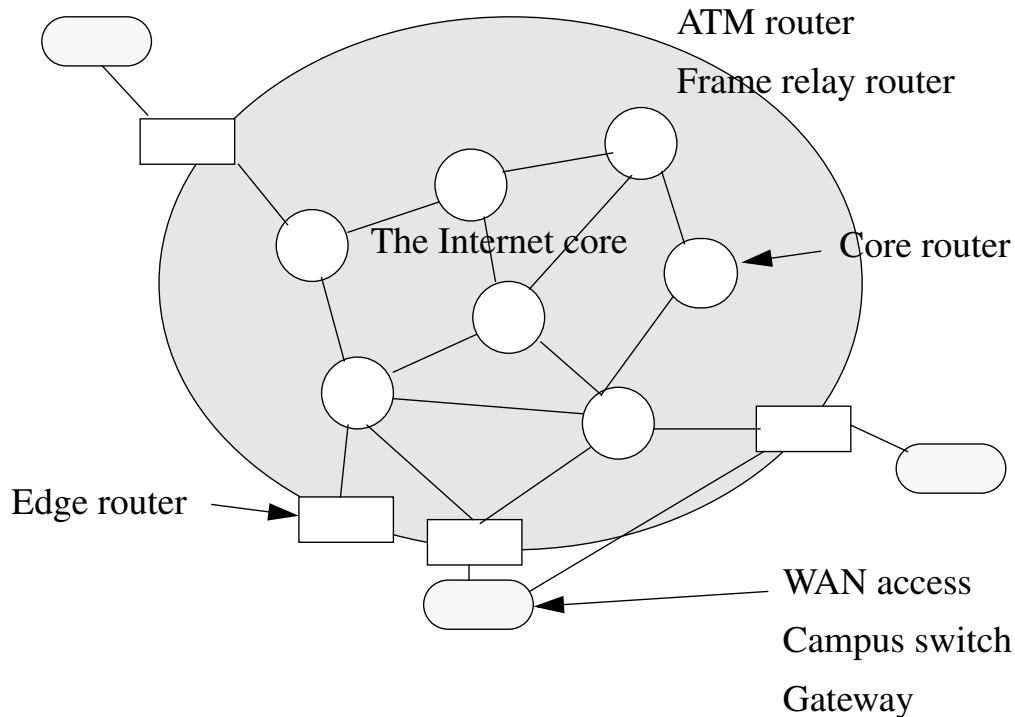 ATM router
Frame relay router
The Internet core
Core router
Edge router
WAN access
Campus switch
Gateway